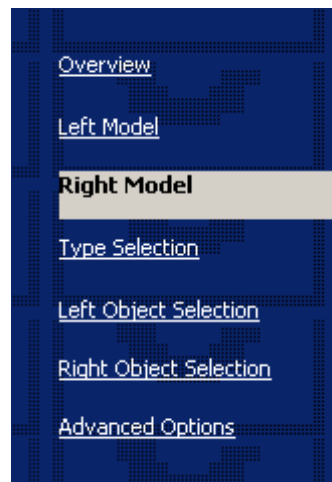 Overview
Left Model
Right Model
Type Selection
Left Object Selection
Right Object Selection
Advanced Options